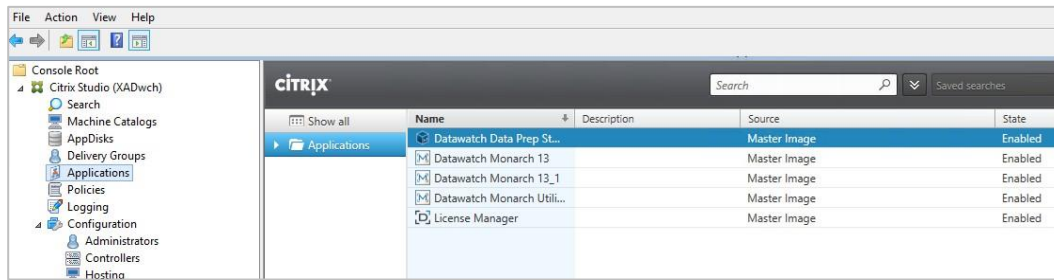 File Action View Help
Console Root
Citrix Studio (XADwch)
Search
Machine Catalogs
AppDisks
Delivery Groups
Applications
Policies
Logging
Configuration
Administrators
Controllers
Hosting
CİTRIX
Search
Saved searches
Show all
Applications
Name Description Source State
Datawatch Data Prep St... Master Image Enabled
Datawatch Monarch 13 Master Image Enabled
Datawatch Monarch 13_1 Master Image Enabled
Datawatch Monarch Utili... Master Image Enabled
License Manager Master Image Enabled